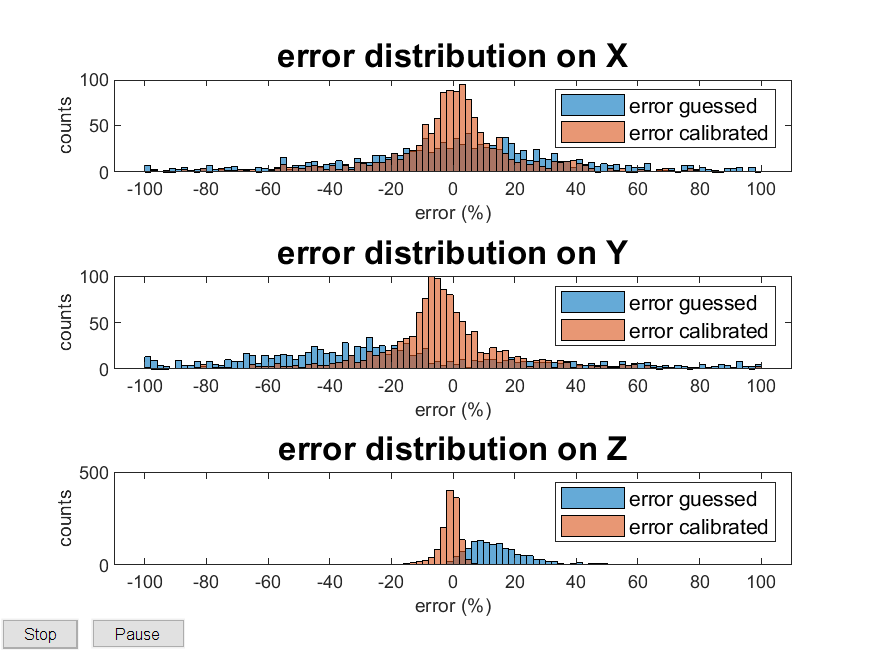 error distribution on X
100
50
0
counts
-100 -80 -60 -40 -20 0 20 40 60 80 100
error (%)
error guessed
error calibrated
error distribution on Y
100
50
0
counts
-100 -80 -60 -40 -20 0 20 40 60 80 100
error (%)
error guessed
error calibrated
error distribution on Z
500
0
counts
-100 -80 -60 -40 -20 0 20 40 60 80 100
error (%)
error guessed
error calibrated
Stop Pause